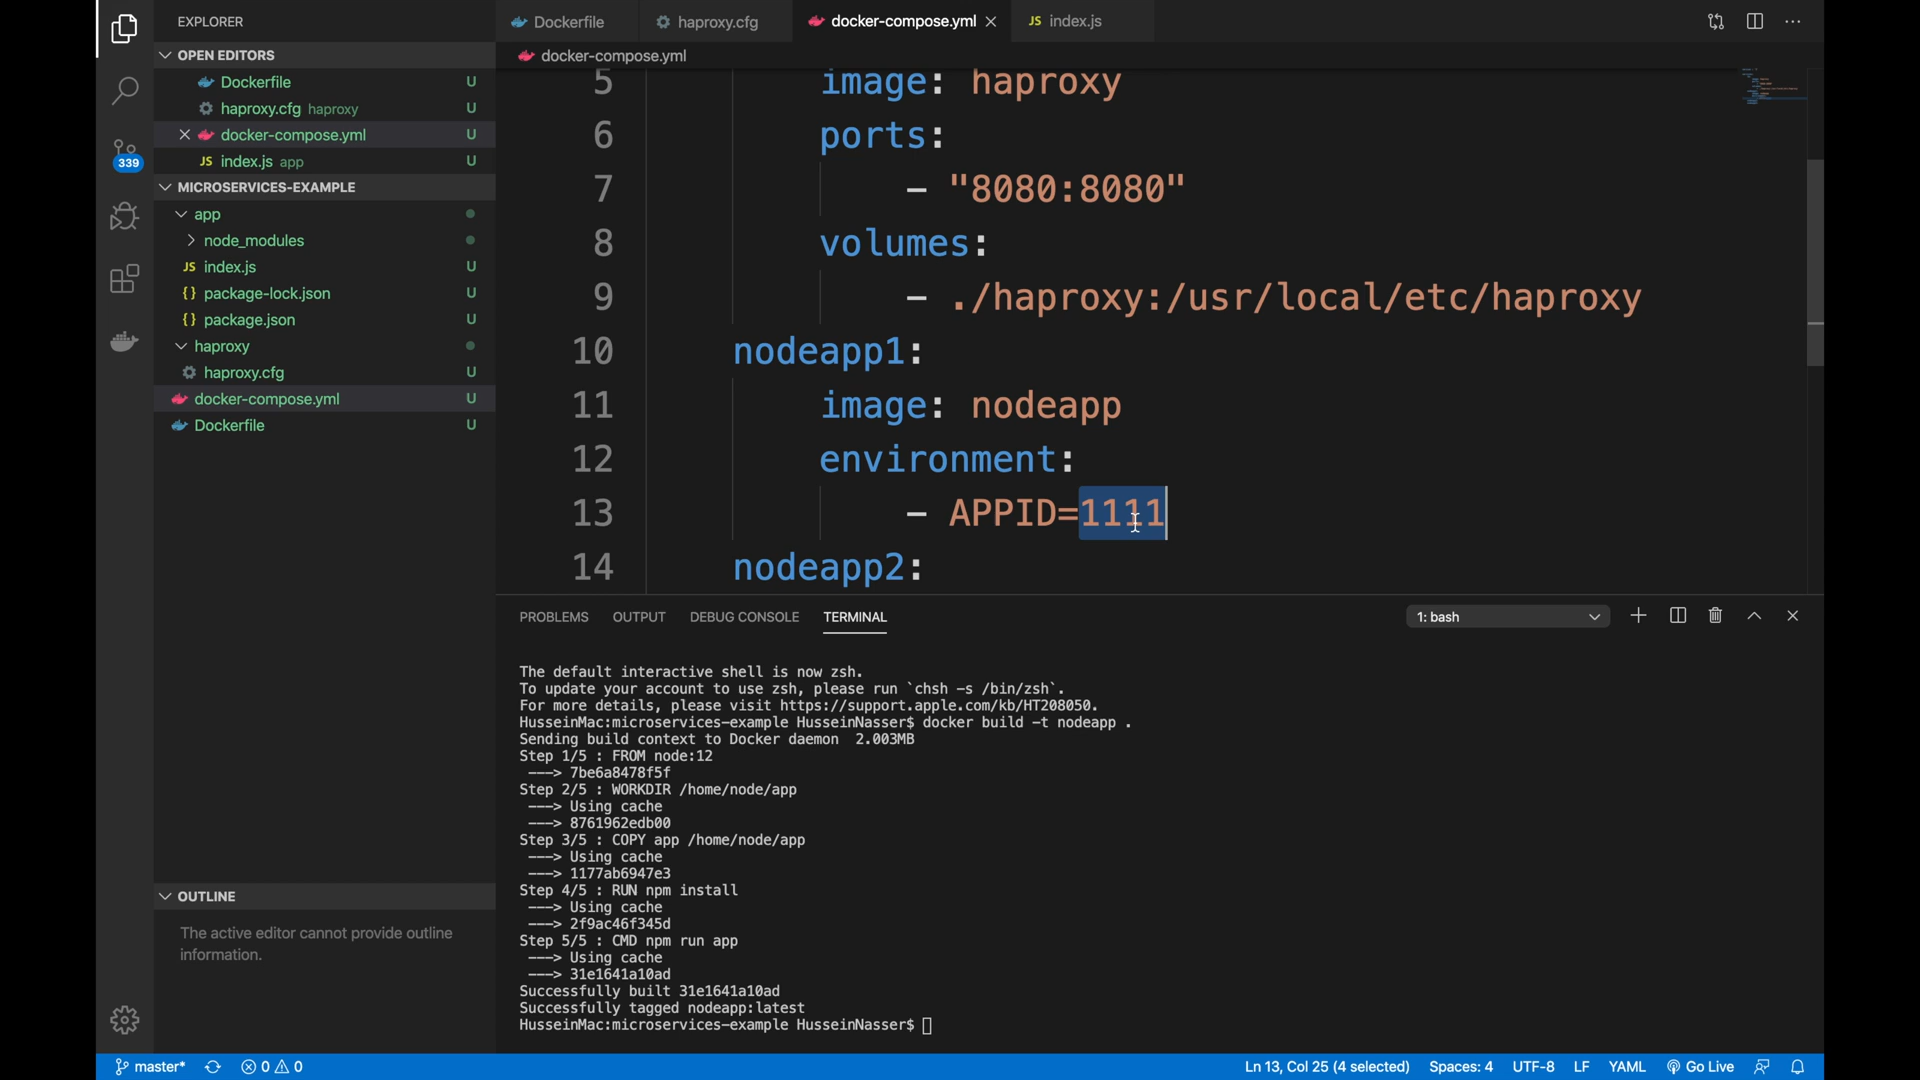 EXPLORER
OPEN EDITORS
Dockerfile U
haproxy.cfg haproxy U
docker-compose.yml U
JS index.js app U
MICROSERVICES-EXAMPLE
app
node_modules
JS index.js U
{} package-lock.json U
{} package.json U
haproxy
haproxy.cfg U
docker-compose.yml U
Dockerfile U
339
OUTLINE
The active editor cannot provide outline
information.
Dockerfile haproxy.cfg docker-compose.yml JS index.js
docker-compose.yml
5 image: haproxy
6 ports:
7 - "8080:8080"
8 volumes:
9 - ./haproxy:/usr/local/etc/haproxy
10 nodeapp1:
11 image: nodeapp
12 environment:
13 - APPID=1111
14 nodeapp2:
PROBLEMS OUTPUT DEBUG CONSOLE TERMINAL 1: bash
The default interactive shell is now zsh.
To update your account to use zsh, please run `chsh -s /bin/zsh`.
For more details, please visit https://support.apple.com/kb/HT208050.
HusseinMac:microservices-example HusseinNasser$ docker build -t nodeapp .
Sending build context to Docker daemon 2.003MB
Step 1/5 : FROM node:12
---> 7be6a8478f5f
Step 2/5 : WORKDIR /home/node/app
---> Using cache
---> 8761962edb00
Step 3/5 : COPY app /home/node/app
---> Using cache
---> 1177ab6947e3
Step 4/5 : RUN npm install
---> Using cache
---> 2f9ac46f345d
Step 5/5 : CMD npm run app
---> Using cache
---> 31e1641a10ad
Successfully built 31e1641a10ad
Successfully tagged nodeapp:latest
HusseinMac:microservices-example HusseinNasser$
master* 0 0 Ln 13, Col 25 (4 selected) Spaces: 4 UTF-8 LF YAML Go Live